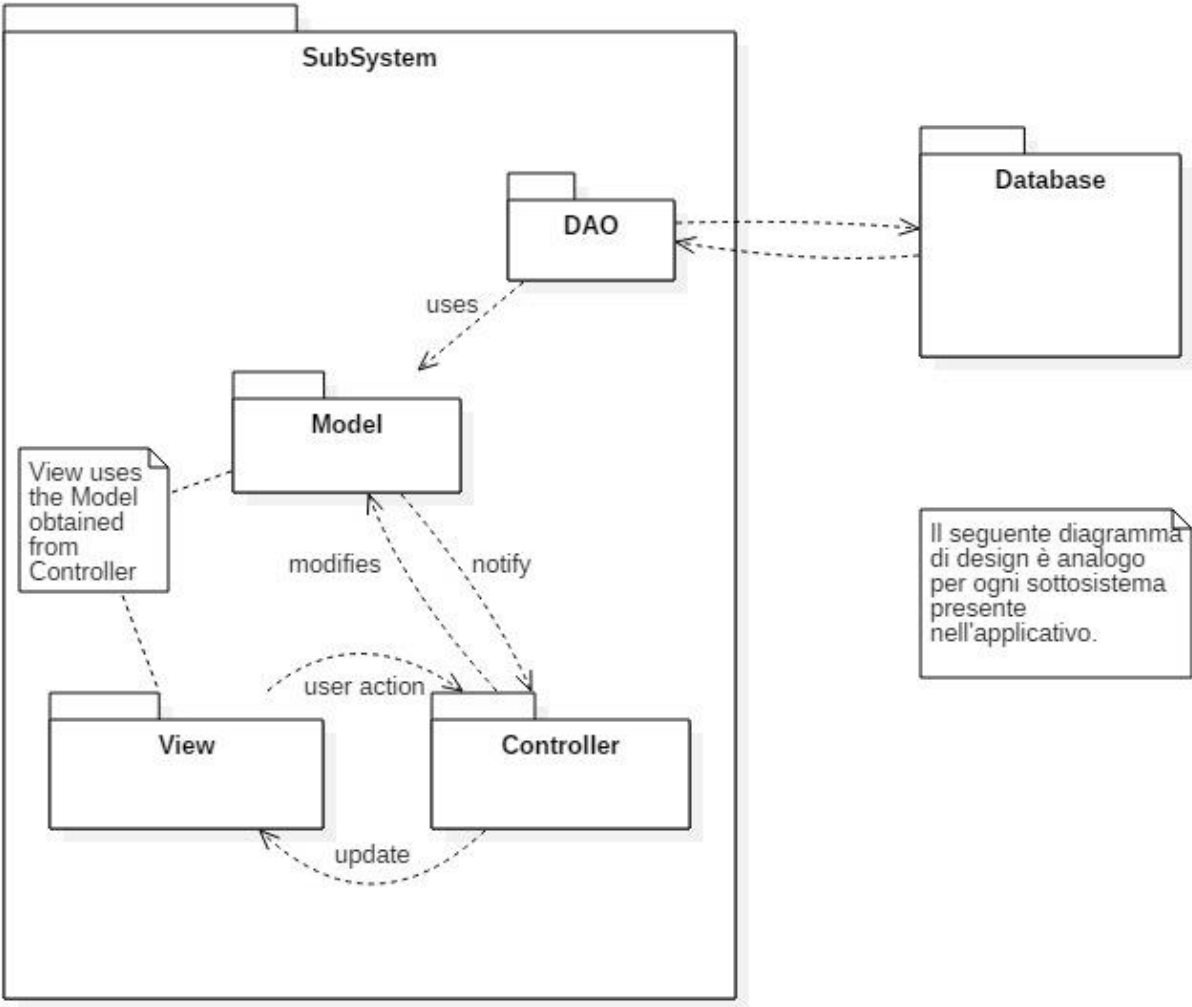 SubSystem
Database
DAO
uses
Model
View uses
the Model
obtained
from
Controller
Il seguente diagramma
di design è analogo
per ogni sottosistema
presente
nell'applicativo.
modifies
notify
user action
View
Controller
update